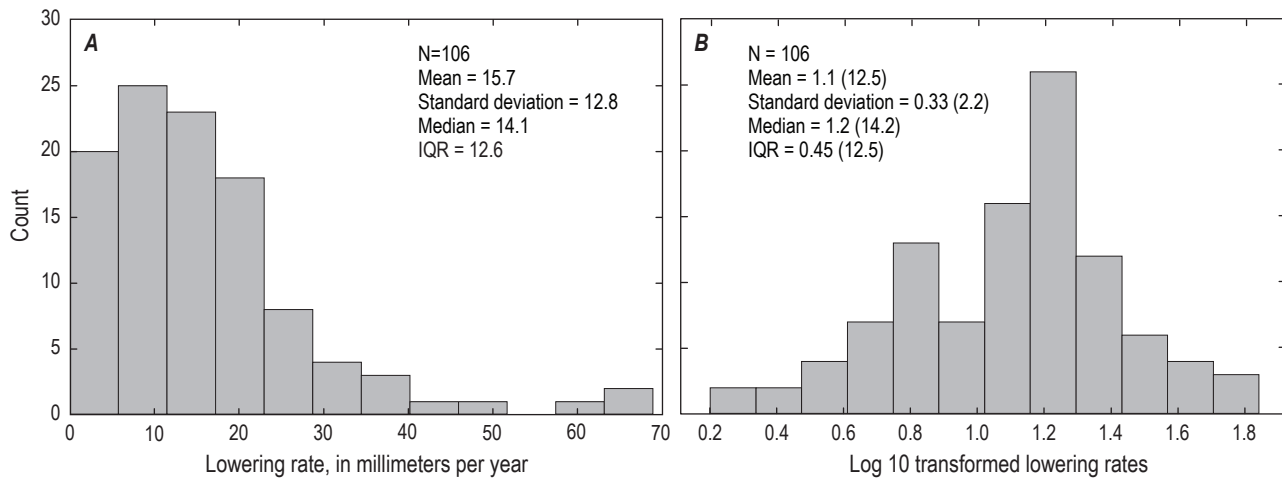 A
N=106
Mean = 15.7
Standard deviation = 12.8
Median = 14.1
IQR = 12.6
30
25
20
15
10
5
0
Count
0 10 20 30 40 50 60 70
Lowering rate, in millimeters per year
B
N = 106
Mean = 1.1 (12.5)
Standard deviation = 0.33 (2.2)
Median = 1.2 (14.2)
IQR = 0.45 (12.5)
0.2 0.4 0.6 0.8 1.0 1.2 1.4 1.6 1.8
Log 10 transformed lowering rates